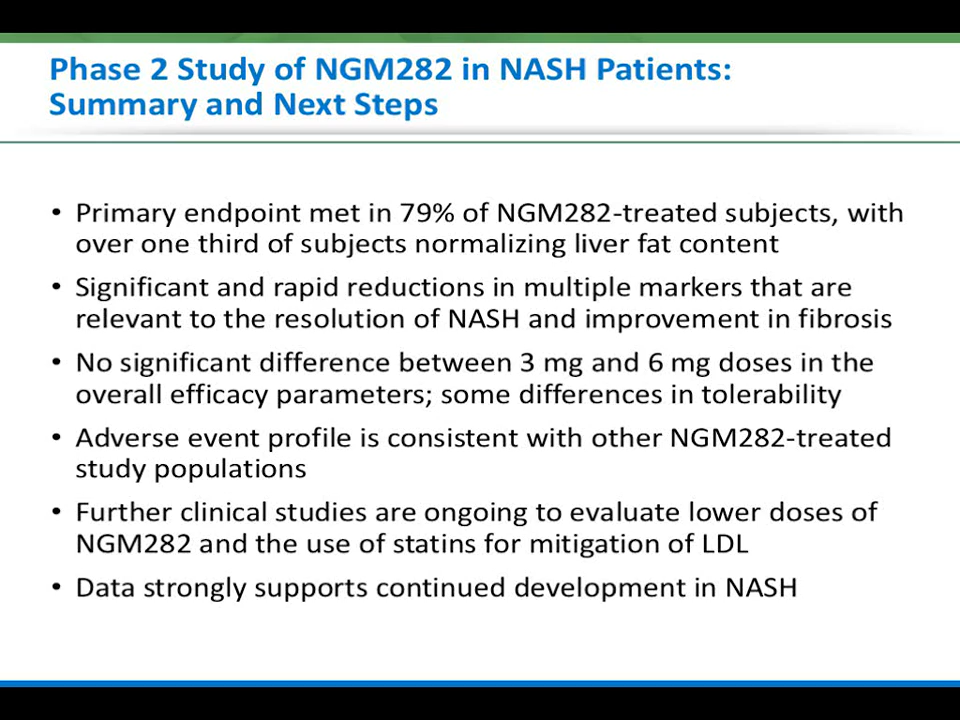 Phase 2 Study of NGM282 in NASH Patients:
Summary and Next Steps
• Primary endpoint met in 79% of NGM282-treated subjects, with
over one third of subjects normalizing liver fat content
• Significant and rapid reductions in multiple markers that are
relevant to the resolution of NASH and improvement in fibrosis
• No significant difference between 3 mg and 6 mg doses in the
overall efficacy parameters; some differences in tolerability
• Adverse event profile is consistent with other NGM282-treated
study populations
• Further clinical studies are ongoing to evaluate lower doses of
NGM282 and the use of statins for mitigation of LDL
• Data strongly supports continued development in NASH